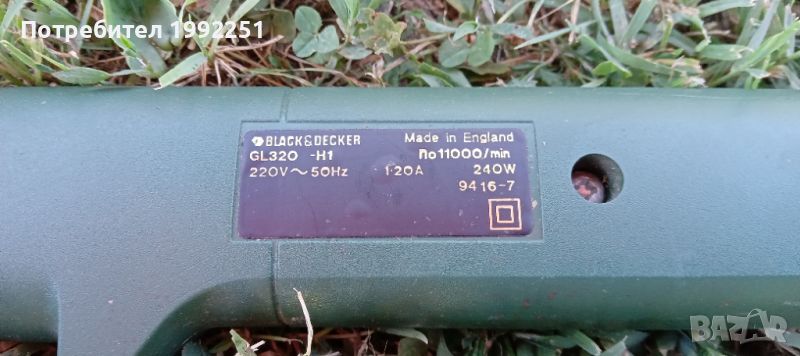 Потребител 1992251
BLACK&DECKER Made in England
GL320 -H1 no11000/min
220V～50Hz 1·20A 240W
9416-7
bazar